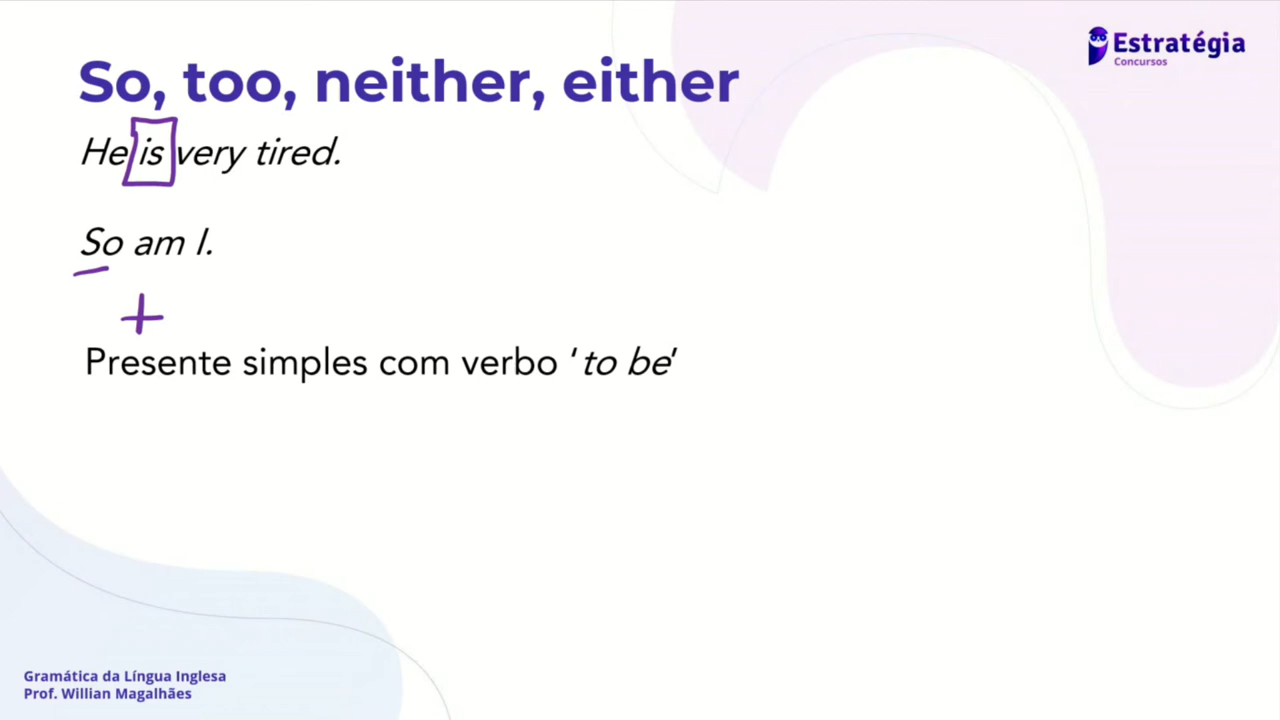 Estratégia
Concursos
So, too, neither, either
He is very tired.
So am I.
+
Presente simples com verbo ‘to be’
Gramática da Língua Inglesa
Prof. Willian Magalhães